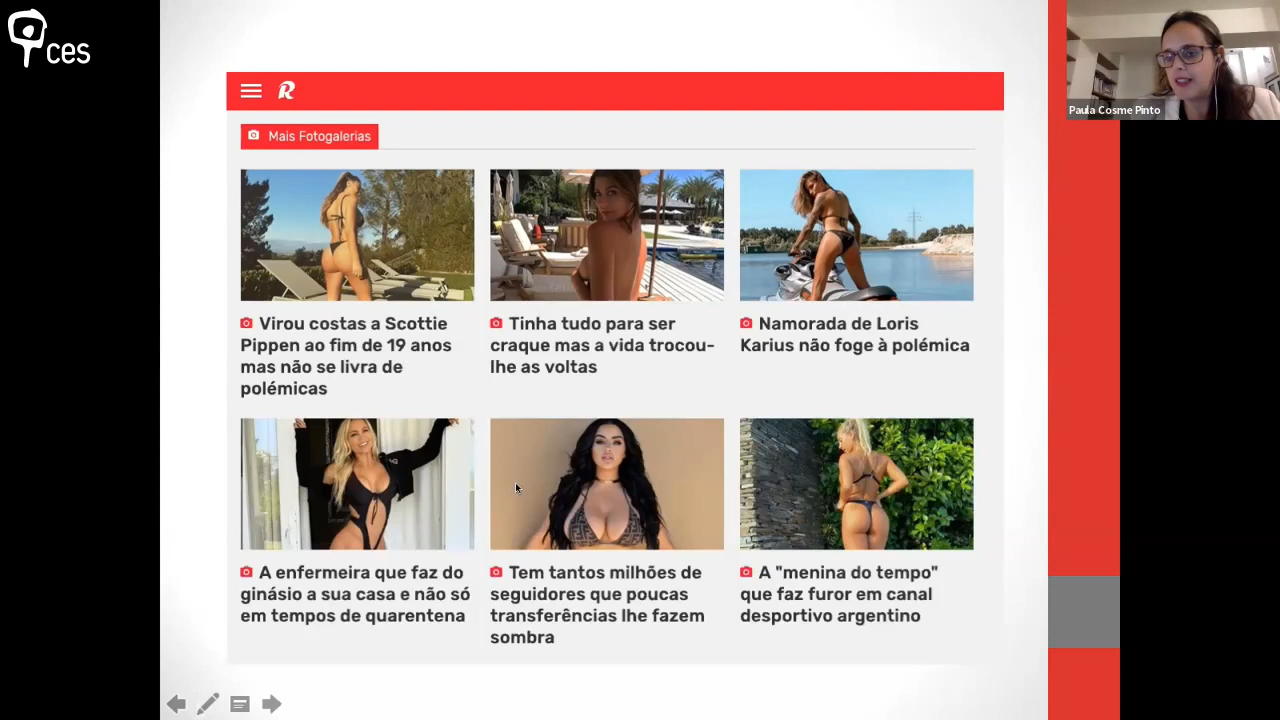 ces
Paula Cosme Pinto
R
Mais Fotogalerias
Virou costas a Scottie
Pippen ao fim de 19 anos
mas não se livra de
polémicas
Tinha tudo para ser
craque mas a vida trocou-
lhe as voltas
Namorada de Loris
Karius não foge à polémica
A enfermeira que faz do
ginásio a sua casa e não só
em tempos de quarentena
Tem tantos milhões de
seguidores que poucas
transferências lhe fazem
sombra
A "menina do tempo"
que faz furor em canal
desportivo argentino